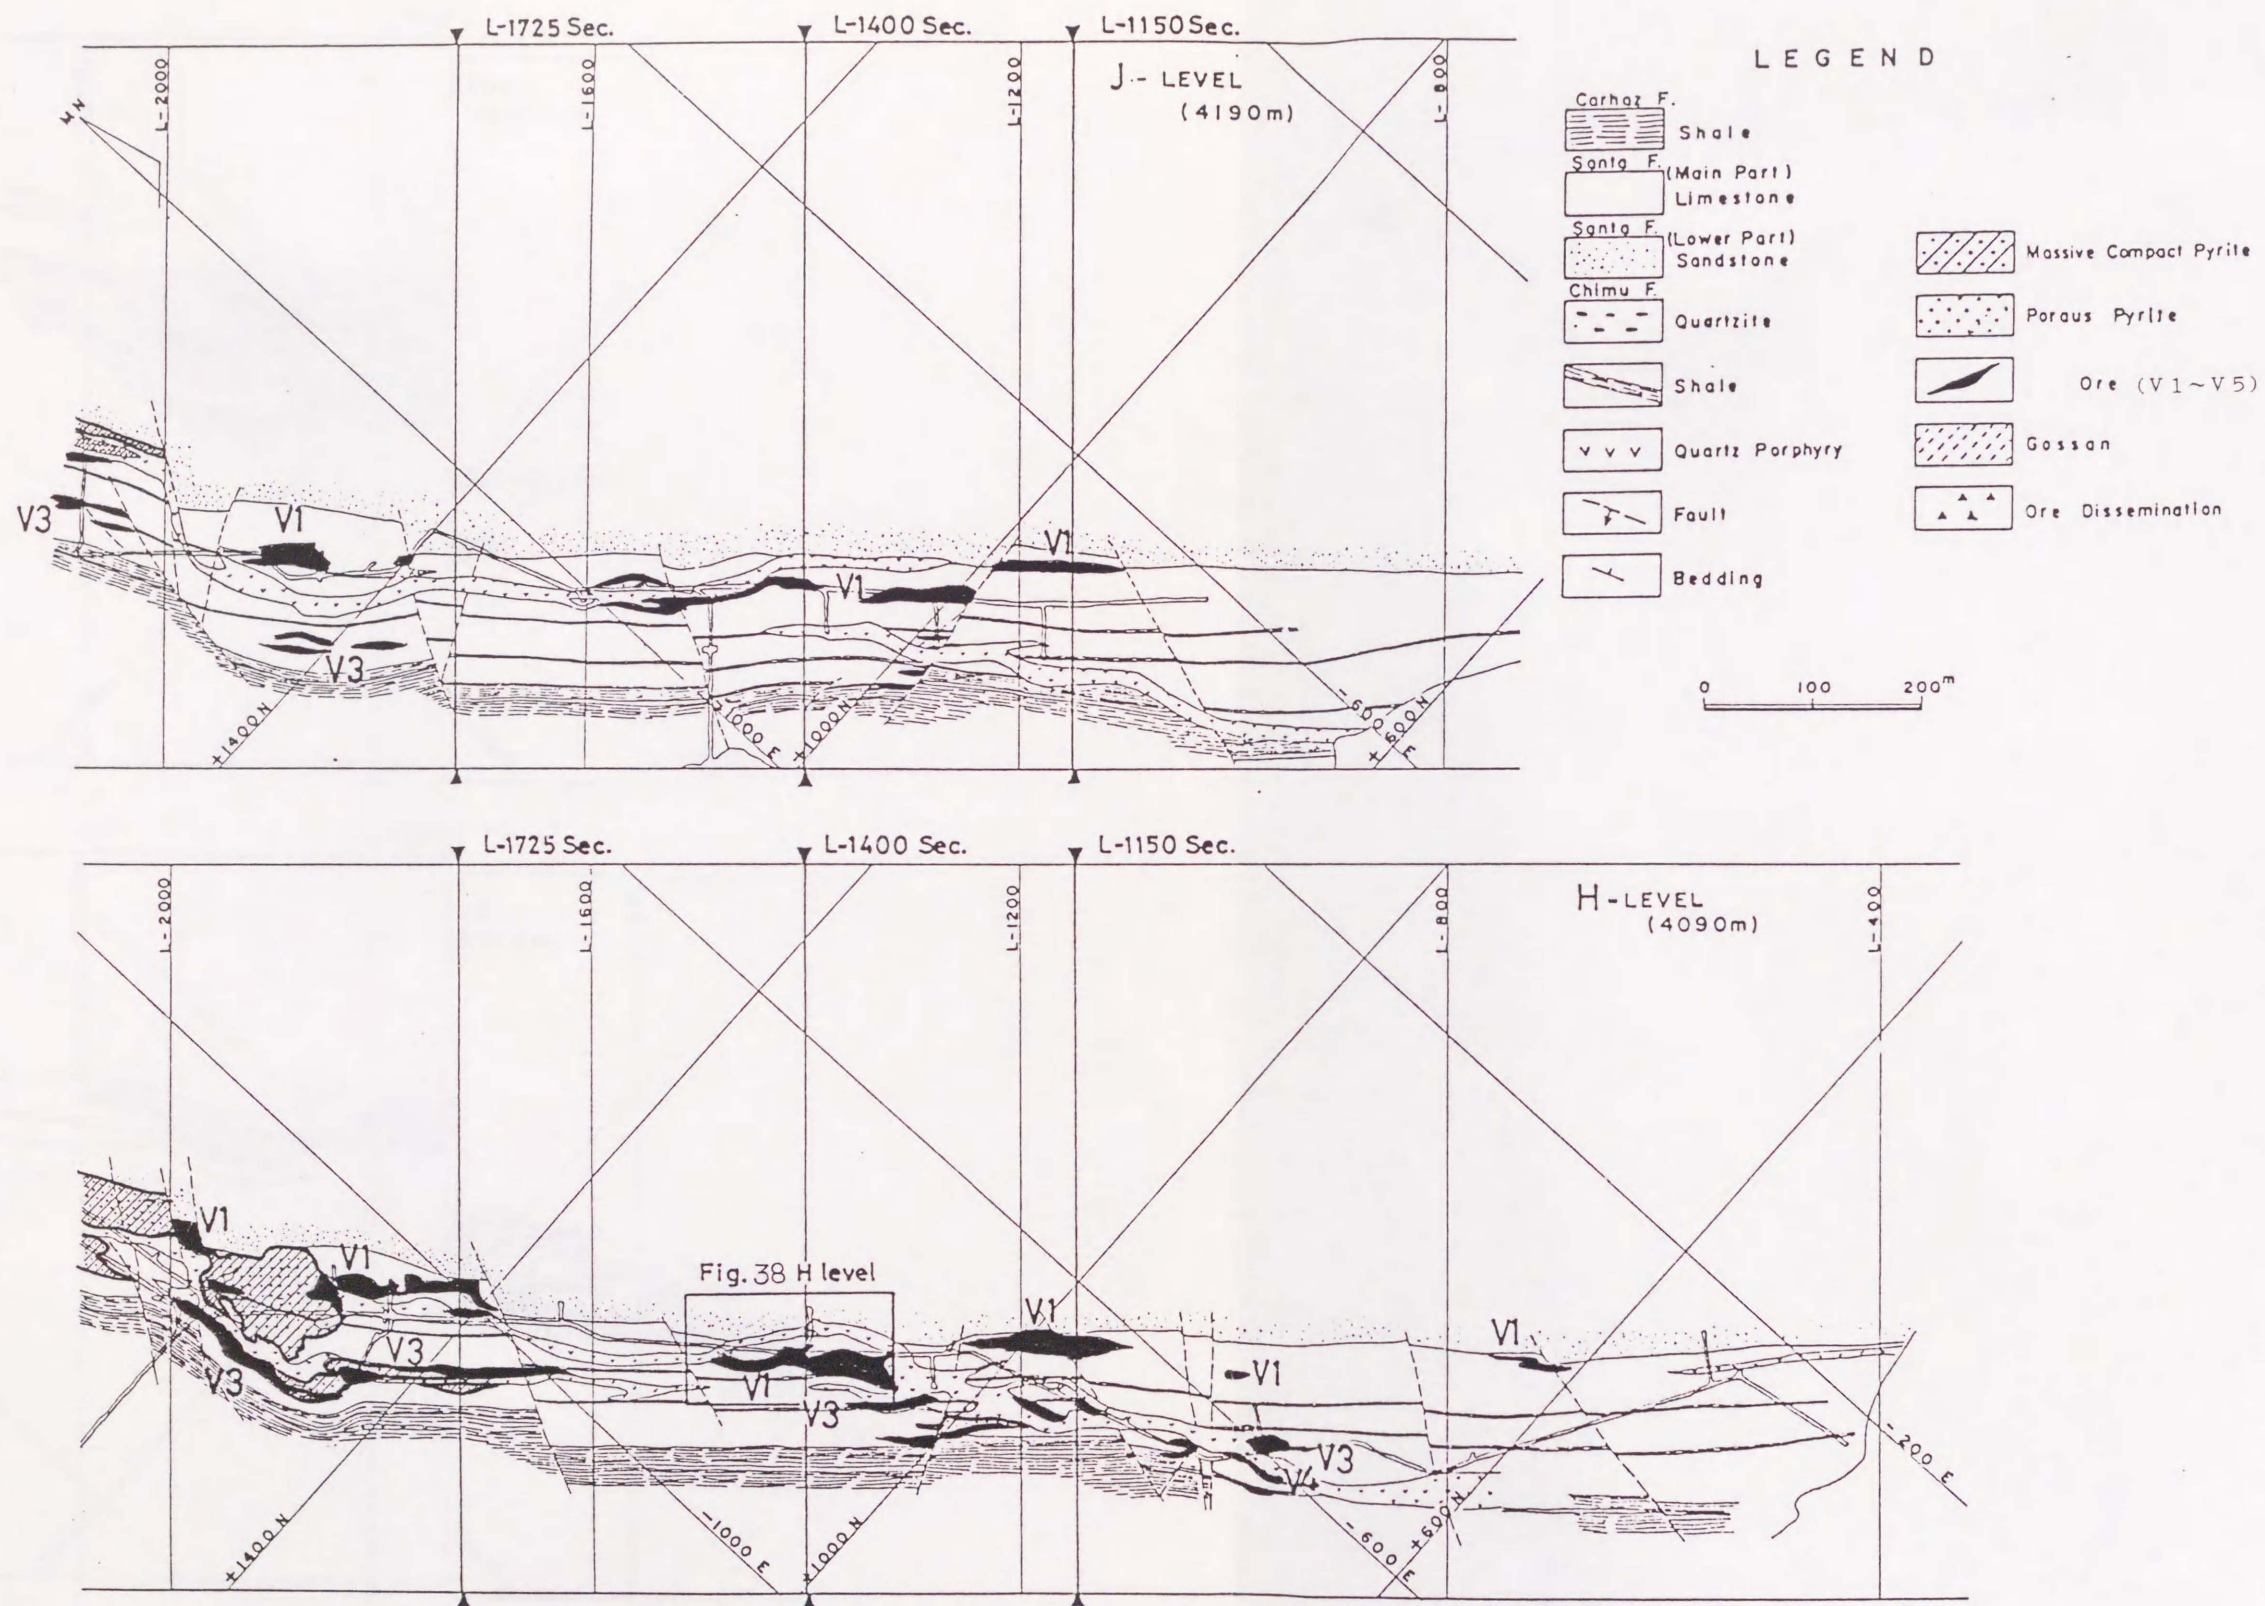 L-1725 Sec.
L-1400 Sec.
L-1150 Sec.
J.- LEVEL
(4190m)
L-2000
L-1600
L-1200
L-800
N
V3
V1
V1
V1
V3
+1400 N
-1000 E
+1000 N
-600 E
+600 N
LEGEND
Carhaz F.
Shale
Santa F. (Main Part)
Limestone
Santa F. (Lower Part)
Sandstone
Chimu F.
Quartzite
Shale
Quartz Porphyry
Fault
Bedding
Massive Compact Pyrite
Poraus Pyrite
Ore (V1~V5)
Gossan
Ore Dissemination
0 100 200m
L-1725 Sec.
L-1400 Sec.
L-1150 Sec.
H-LEVEL
(4090m)
L-2000
L-1600
L-1200
L-800
L-400
V1
V1
Fig. 38 H level
V1
V1
V1
V3
V3
V1
V3
V3
V4
+1400 N
-1000 E
+1000 N
-600 E
+600 N
-200 E